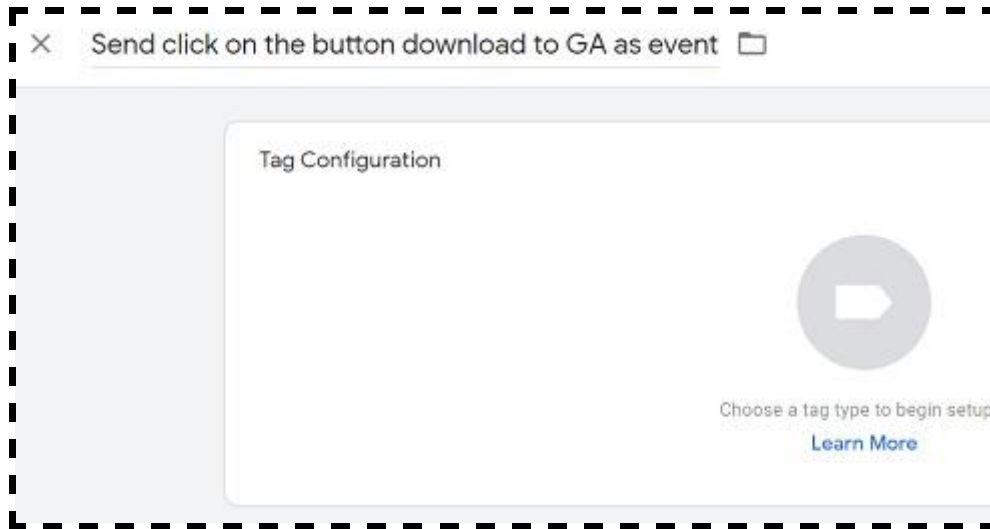 Send click on the button download to GA as event
Tag Configuration
Choose a tag type to begin setup
Learn More